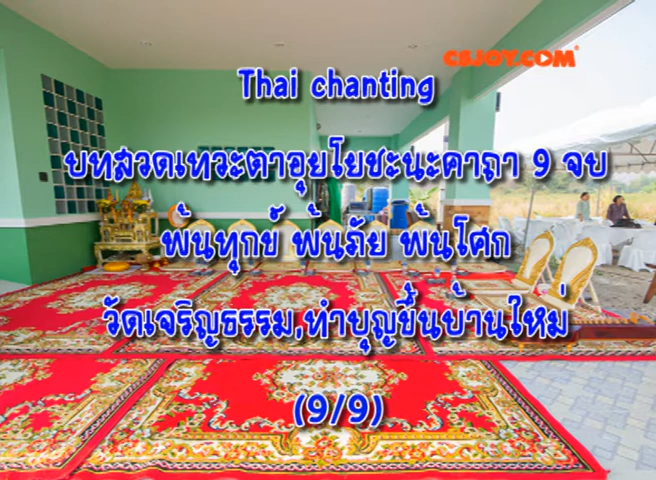 CSJOY.COM
Thai chanting
บทสวดเทวะตาอุยโยชะนะคาถา 9 จบ
พ้นทุกข์ พ้นภัย พ้นโศก
วัดเจริญธรรม,ทำบุญขึ้นบ้านใหม่
(9/9)